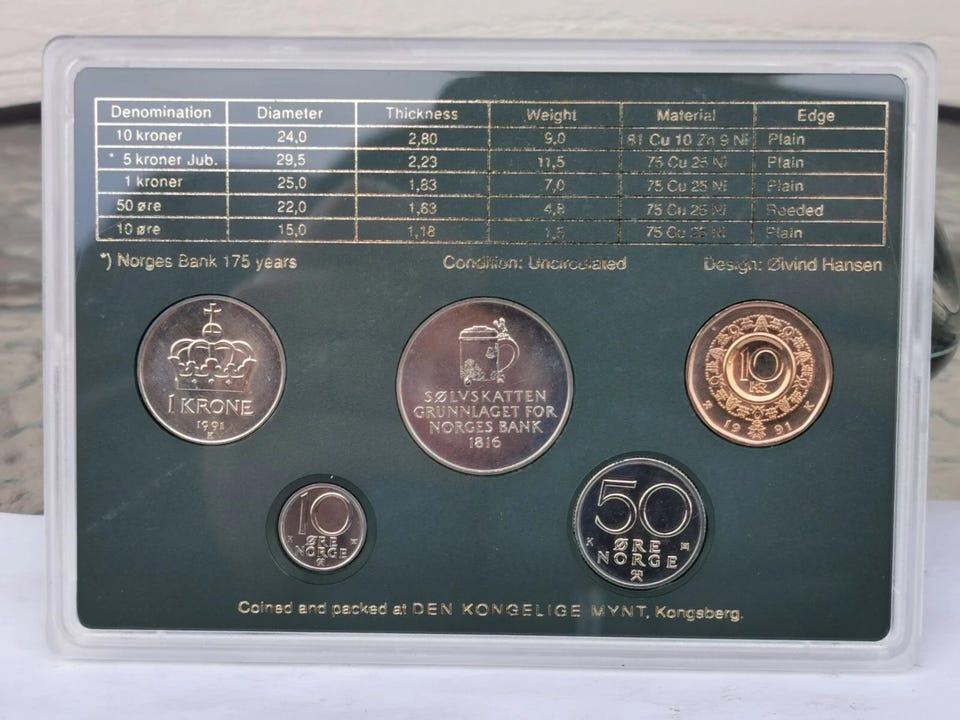 Denomination Diameter Thickness Weight Material Edge
10 kroner 24,0 2,80 9,0 81 Cu 10 Zn 9 Ni Plain
* 5 kroner Jub. 29,5 2,23 11,5 75 Cu 25 Ni Plain
1 kroner 25,0 1,83 7,0 75 Cu 25 Ni Plain
50 øre 22,0 1,63 4,8 75 Cu 25 Ni Reeded
10 øre 15,0 1,18 1,5 75 Cu 25 Ni Plain
*) Norges Bank 175 years Condition: Uncirculated Design: Øivind Hansen
1 KRONE
1991
K
SØLVSKATTEN
GRUNNLAGET FOR
NORGES BANK
1816
10
KR
1991 K
10
ØRE
NORGE
K
50
ØRE
NORGE
K
Coined and packed at DEN KONGELIGE MYNT, Kongsberg.